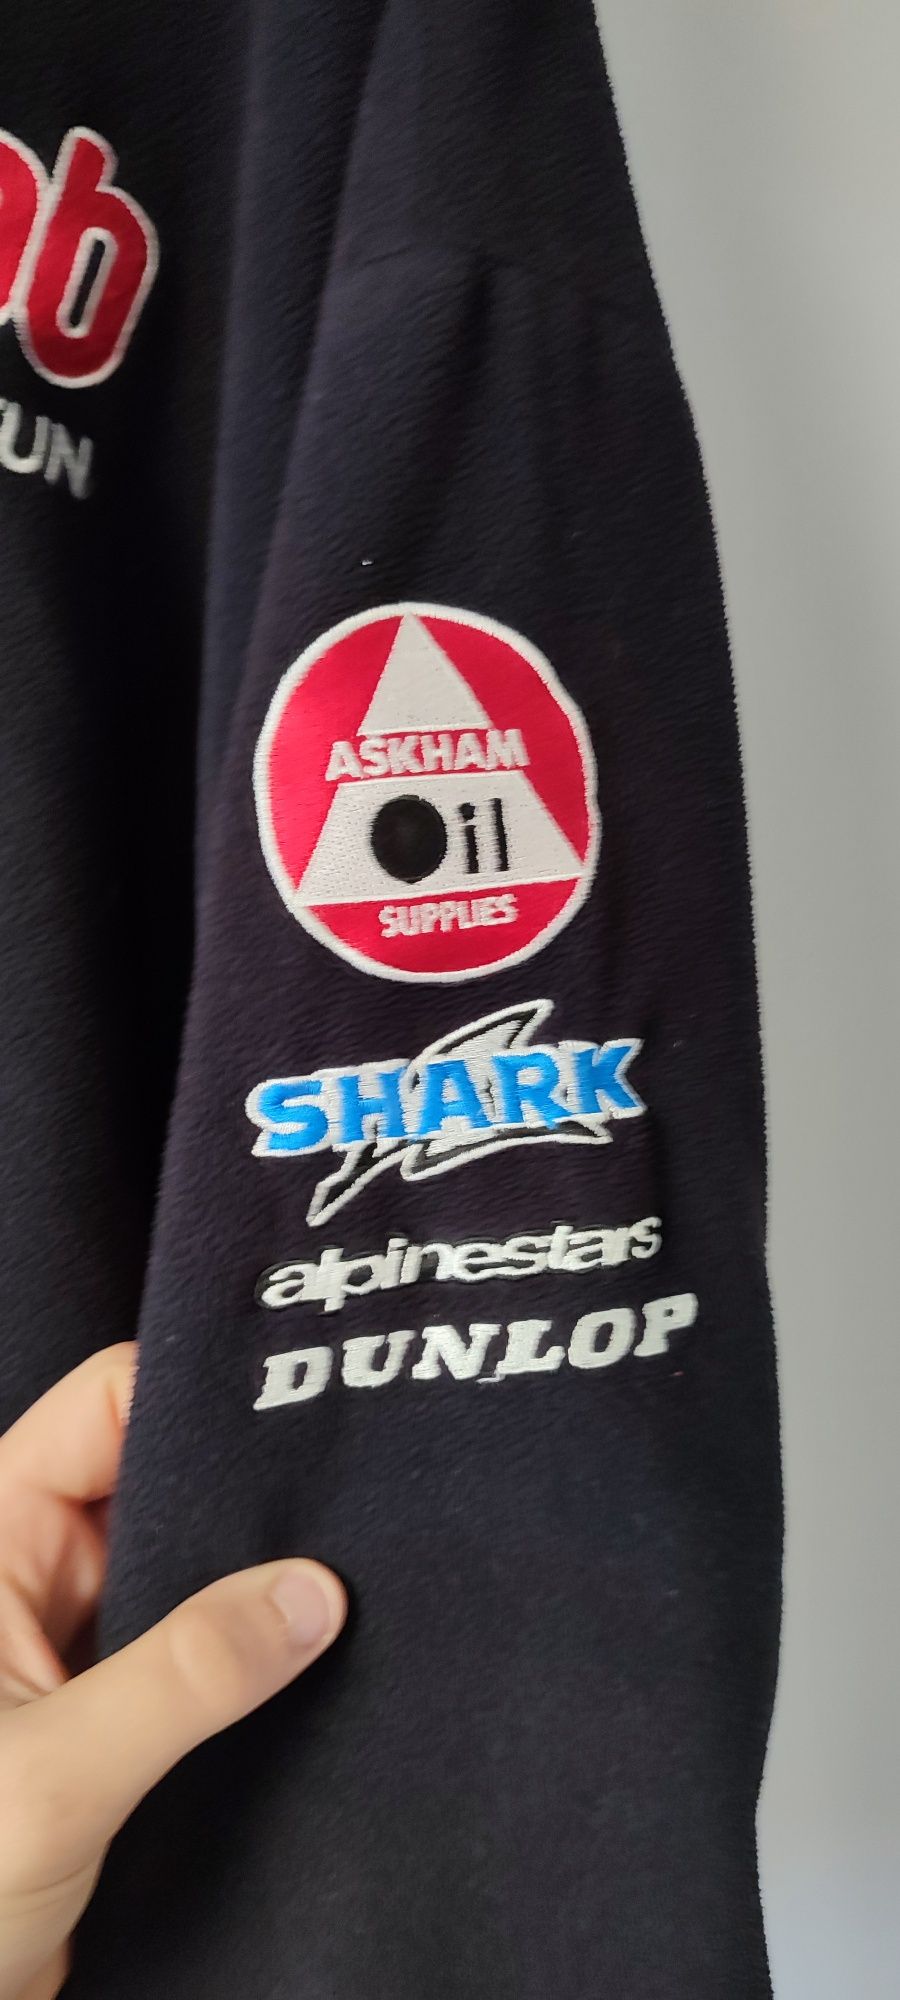 ASKHAM
Oil
SUPPLIES
SHARK
alpinestars
DUNLOP